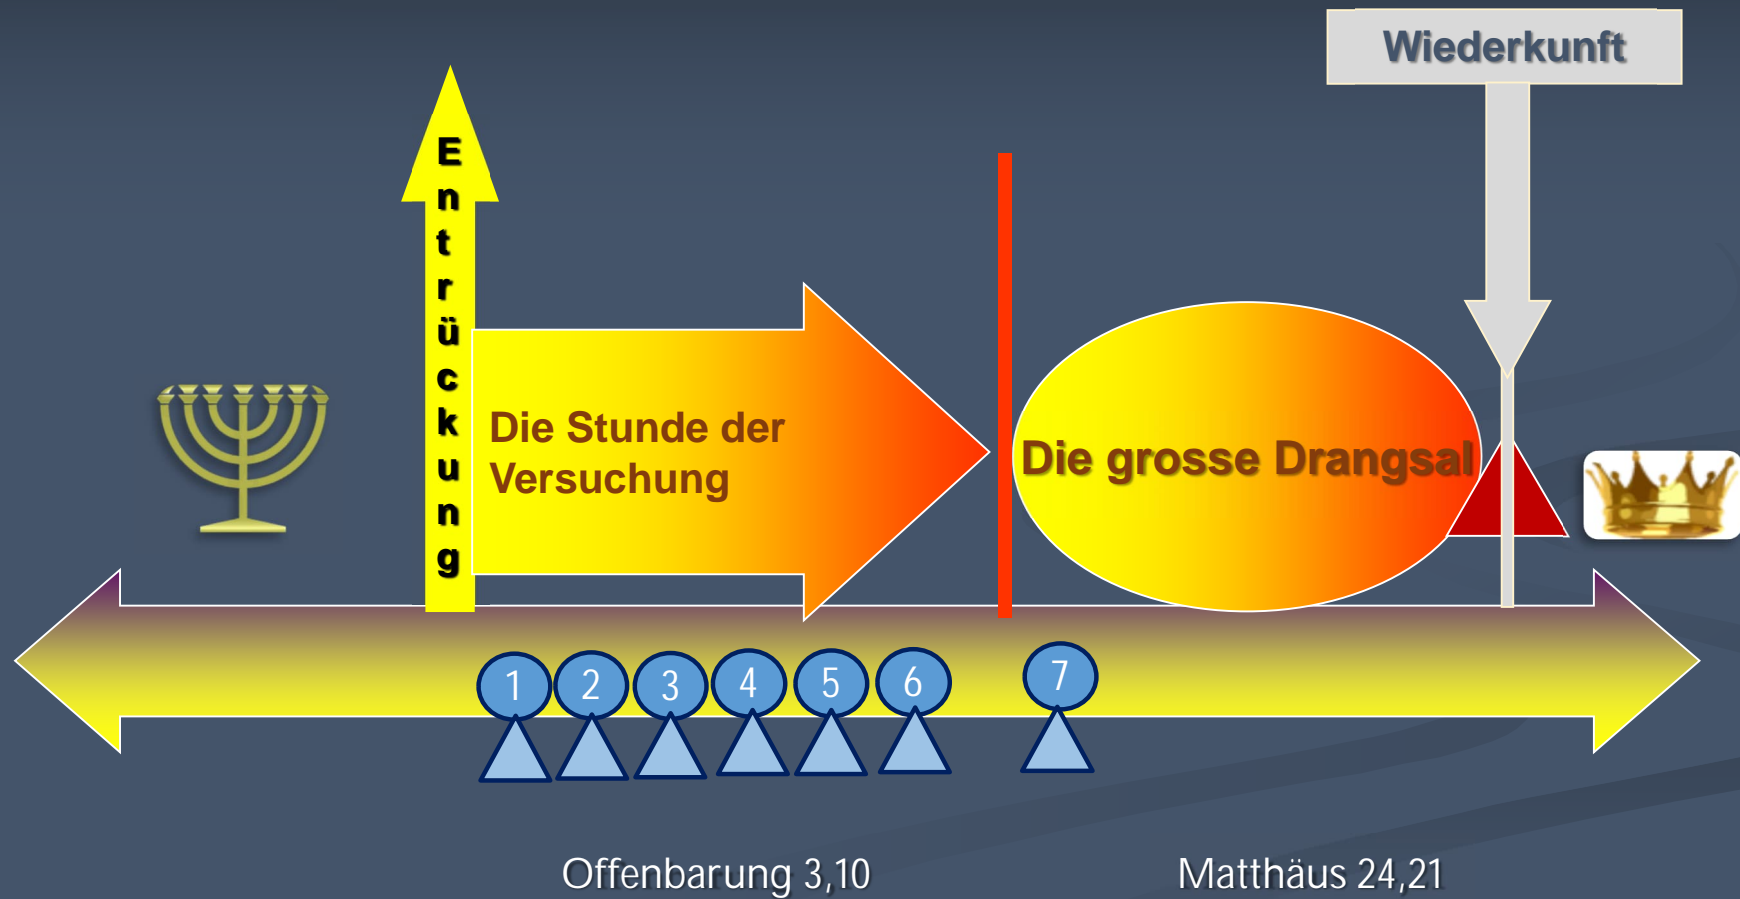 Wiederkunft
Entrückung
Die Stunde der
Versuchung
Die grosse Drangsal
1 2 3 4 5 6 7
Offenbarung 3,10 Matthäus 24,21